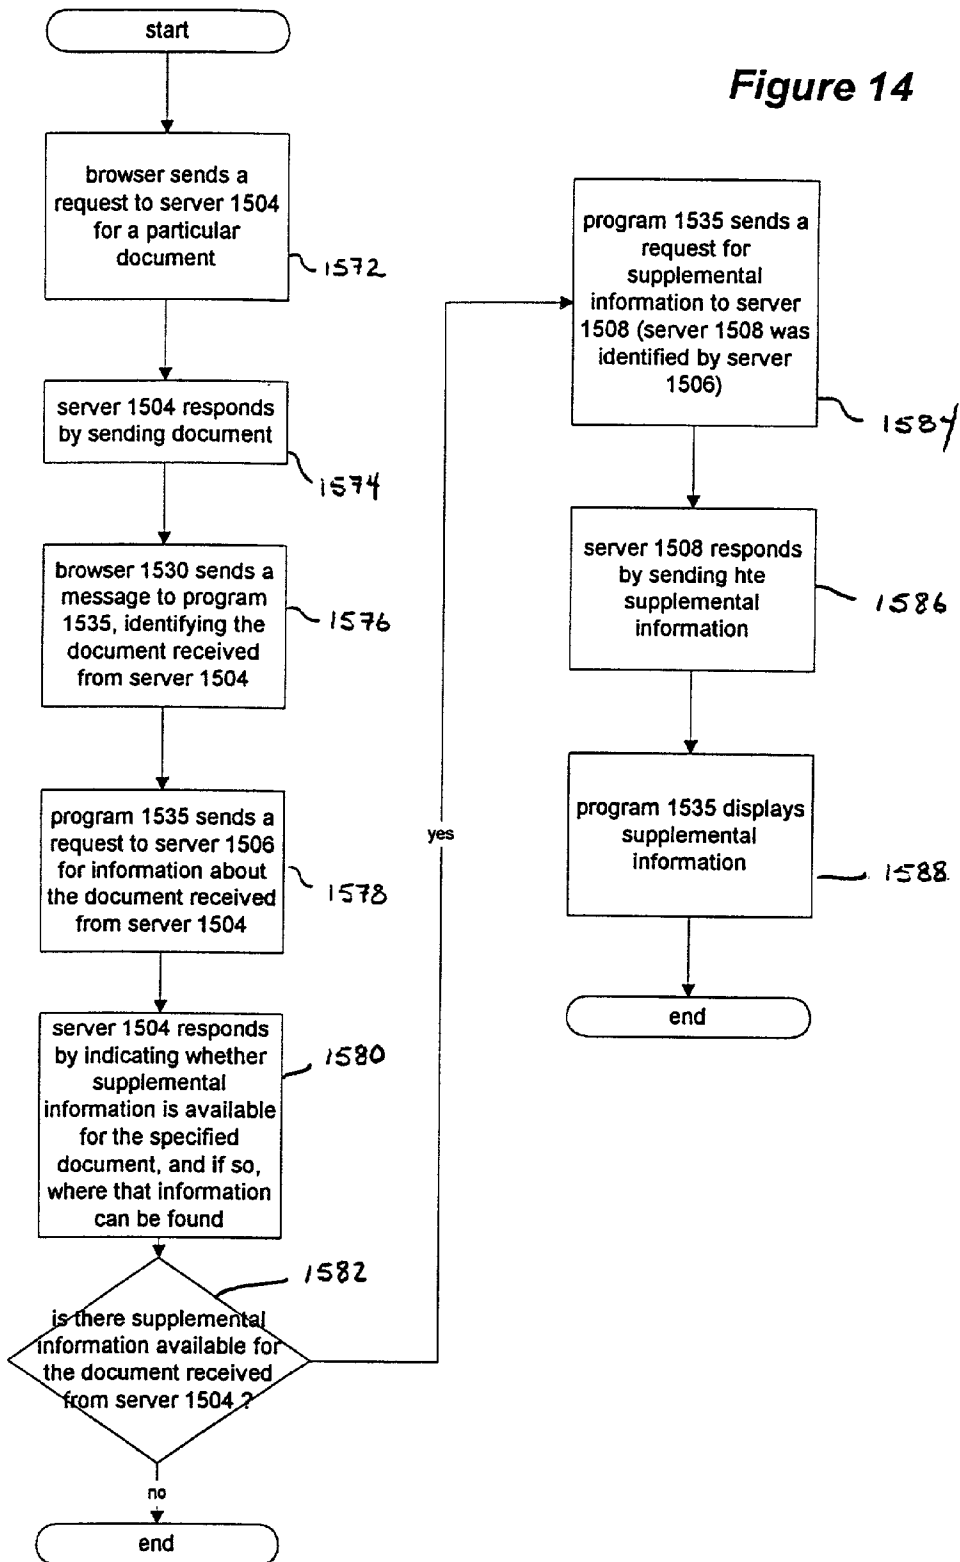 start
Figure 14
browser sends a
request to server 1504
for a particular
document
1572
server 1504 responds
by sending document
1574
browser 1530 sends a
message to program
1535, identifying the
document received
from server 1504
1576
program 1535 sends a
request to server 1506
for information about
the document received
from server 1504
1578
server 1504 responds
by indicating whether
supplemental
information is available
for the specified
document, and if so,
where that information
can be found
1580
1582
is there supplemental
information available for
the document received
from server 1504 ?
no
end
yes
program 1535 sends a
request for
supplemental
information to server
1508 (server 1508 was
identified by server
1506)
1584
server 1508 responds
by sending hte
supplemental
information
1586
program 1535 displays
supplemental
information
1588
end